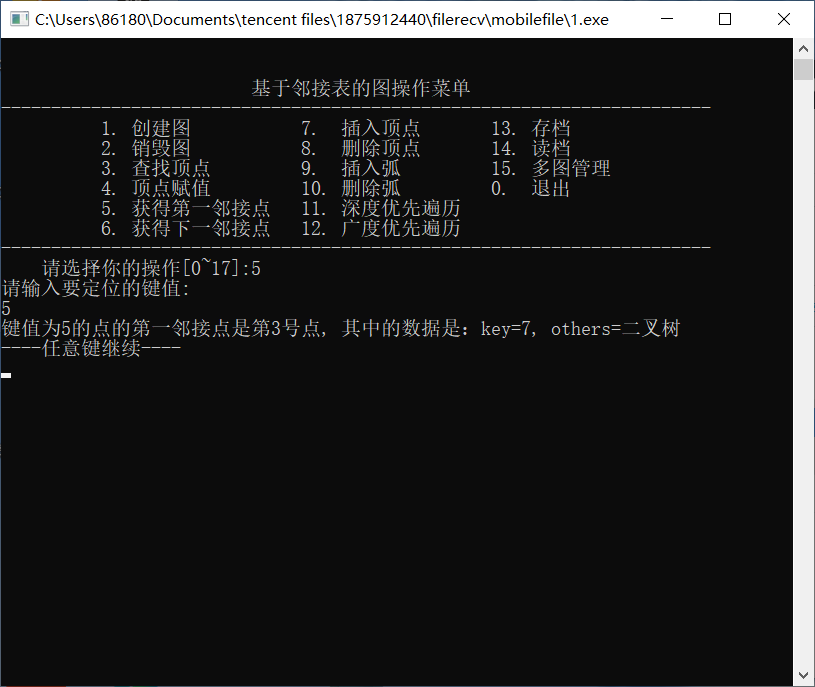 C:\Users\86180\Documents\tencent files\1875912440\filerecv\mobilefile\1.exe
基于邻接表的图操作菜单
-----------------------------------------------------------------------
1. 创建图 7. 插入顶点 13. 存档
2. 销毁图 8. 删除顶点 14. 读档
3. 查找顶点 9. 插入弧 15. 多图管理
4. 顶点赋值 10. 删除弧 0. 退出
5. 获得第一邻接点 11. 深度优先遍历
6. 获得下一邻接点 12. 广度优先遍历
-----------------------------------------------------------------------
请选择你的操作[0~17]:5
请输入要定位的键值:
5
键值为5的点的第一邻接点是第3号点, 其中的数据是: key=7, others=二叉树
----任意键继续----